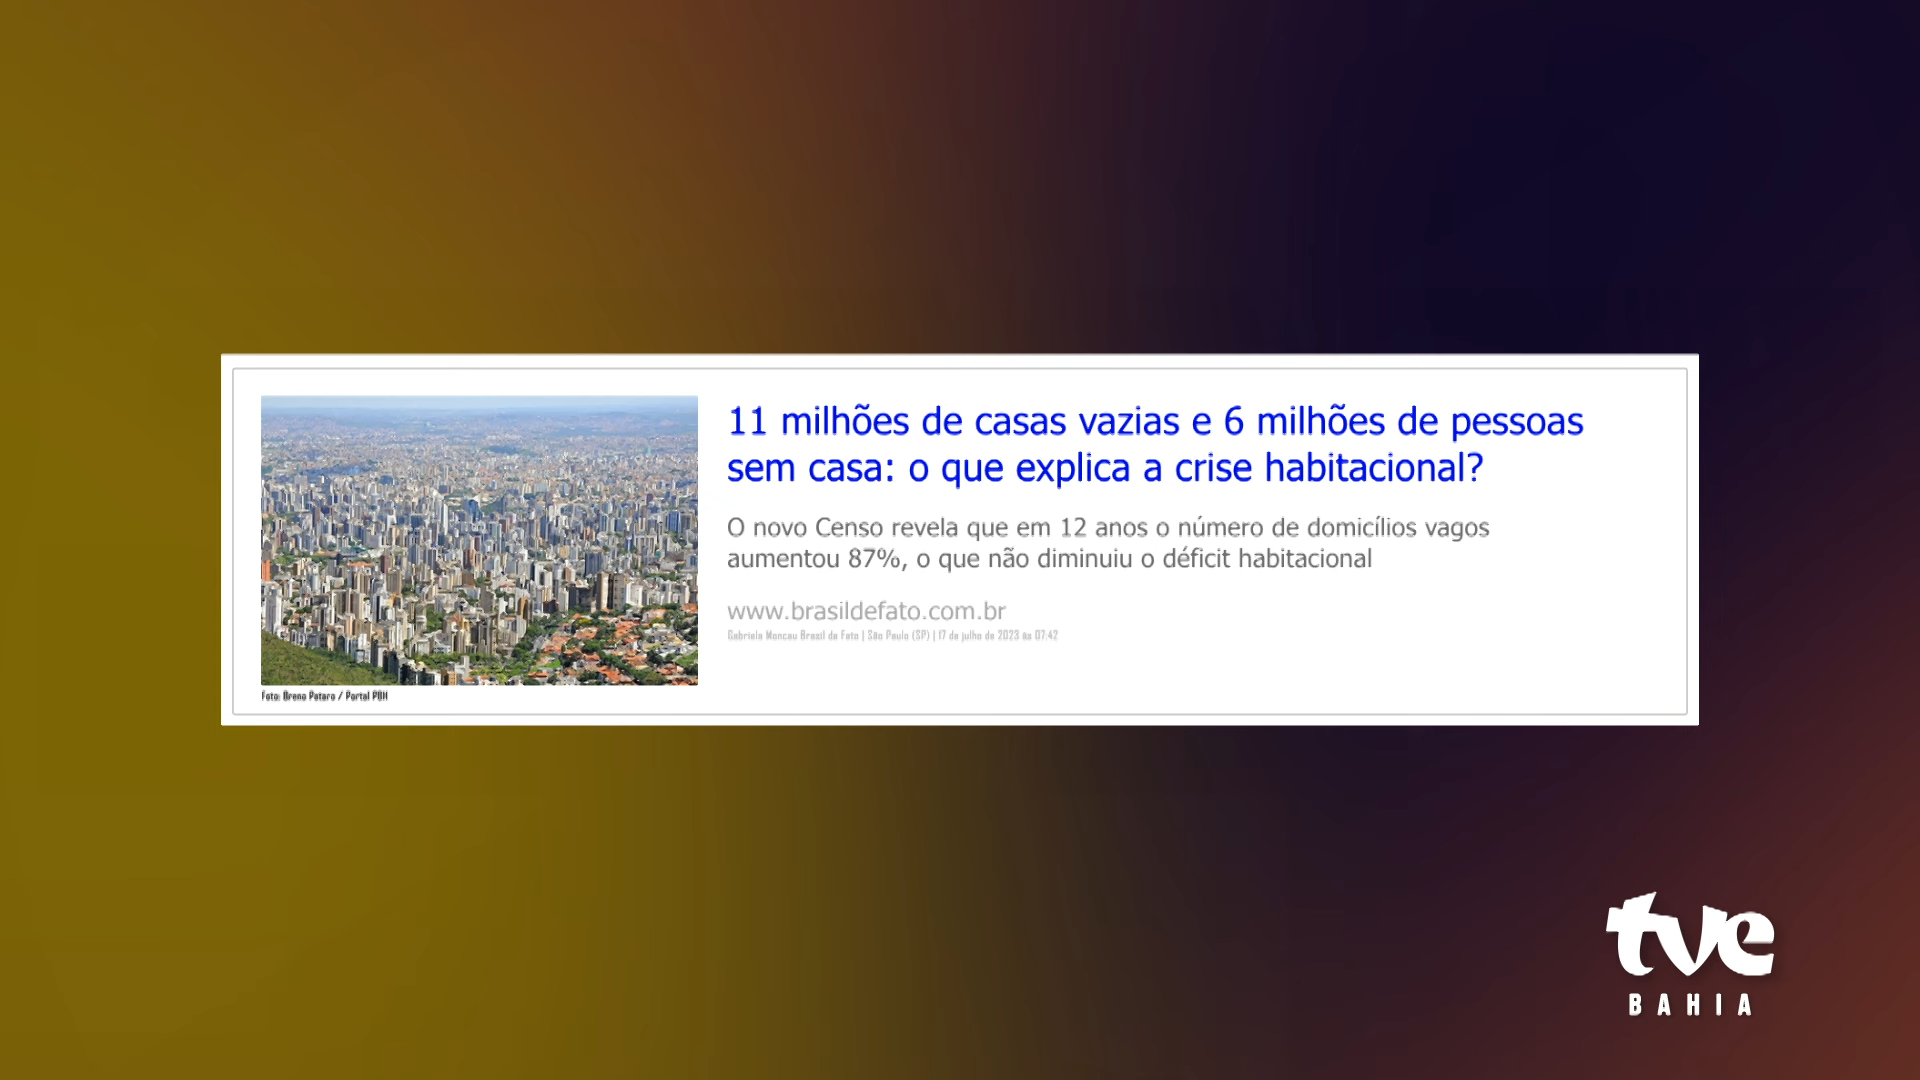 11 milhões de casas vazias e 6 milhões de pessoas
sem casa: o que explica a crise habitacional?
O novo Censo revela que em 12 anos o número de domicílios vagos
aumentou 87%, o que não diminuiu o déficit habitacional
www.brasildefato.com.br
Gabriela Moncau Brasil de Fato | São Paulo (SP) | 17 de julho de 2023 às 07:42
Foto: Breno Pataro / Portal PBH
tve
BAHIA